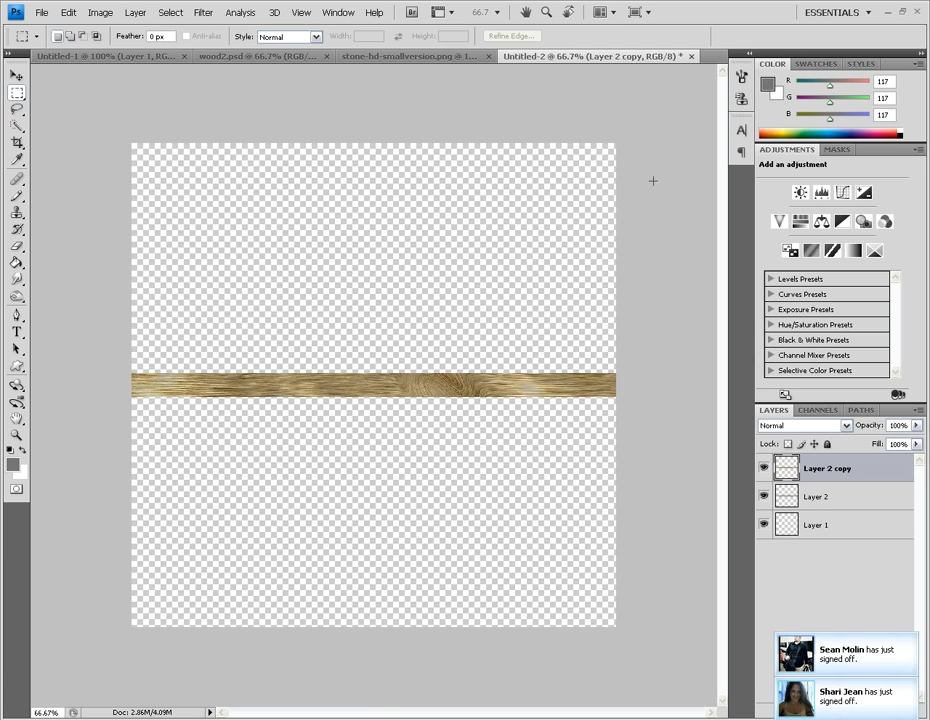 Ps File Edit Image Layer Select Filter Analysis 3D View Window Help Br 66.7 ESSENTIALS
Feather: 0 px Anti-alias Style: Normal Width: Height: Refine Edge...
Untitled-1 @ 100% (Layer 1, RG... × wood2.psd @ 66.7% (RGB/... × stone-hd-smallversion.png @ 1... × Untitled-2 @ 66.7% (Layer 2 copy, RGB/8) * ×
COLOR SWATCHES STYLES
R 117
G 117
B 117
ADJUSTMENTS MASKS
Add an adjustment
Levels Presets
Curves Presets
Exposure Presets
Hue/Saturation Presets
Black & White Presets
Channel Mixer Presets
Selective Color Presets
LAYERS CHANNELS PATHS
Normal Opacity: 100%
Lock: Fill: 100%
Layer 2 copy
Layer 2
Layer 1
Sean Molin has just
signed off.
Shari Jean has just
signed off.
66.67% Doc: 2.86M/4.09M